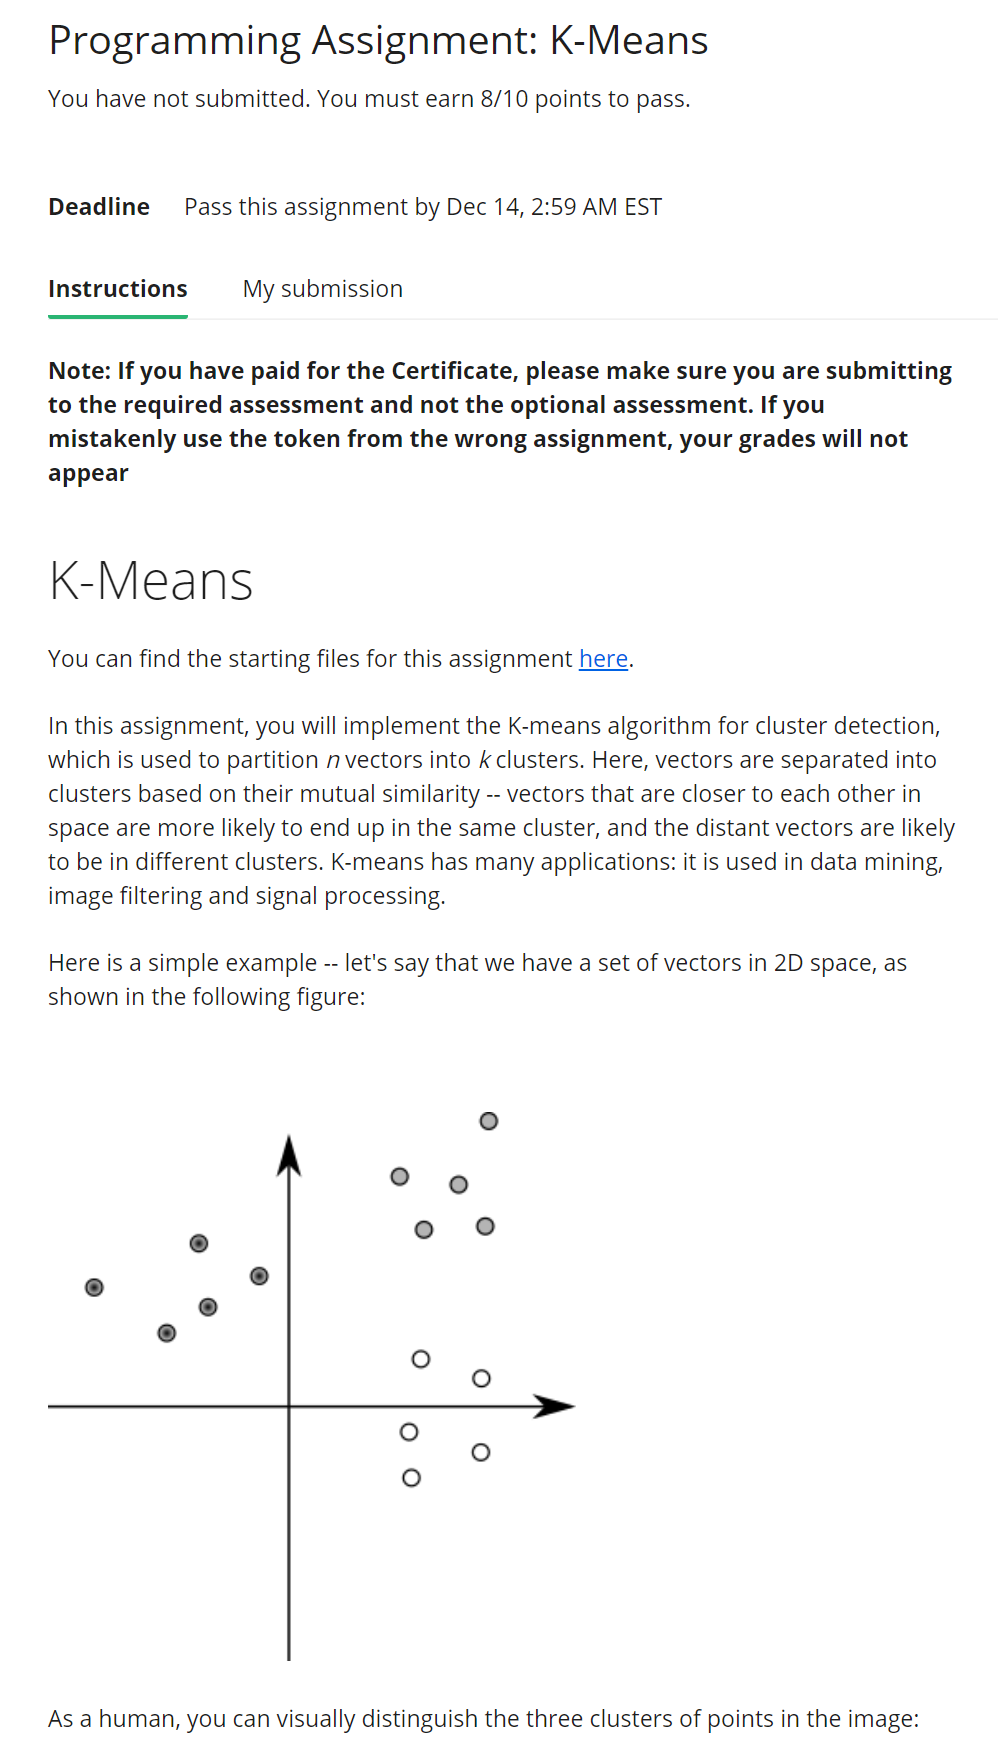 Programming Assignment: K-Means
You have not submitted. You must earn 8/10 points to pass.
Deadline Pass this assignment by Dec 14, 2:59 AM EST
Instructions My submission
Note: If you have paid for the Certificate, please make sure you are submitting
to the required assessment and not the optional assessment. If you
mistakenly use the token from the wrong assignment, your grades will not
appear
K-Means
You can find the starting files for this assignment here.
In this assignment, you will implement the K-means algorithm for cluster detection,
which is used to partition n vectors into k clusters. Here, vectors are separated into
clusters based on their mutual similarity -- vectors that are closer to each other in
space are more likely to end up in the same cluster, and the distant vectors are likely
to be in different clusters. K-means has many applications: it is used in data mining,
image filtering and signal processing.
Here is a simple example -- let's say that we have a set of vectors in 2D space, as
shown in the following figure:
As a human, you can visually distinguish the three clusters of points in the image: